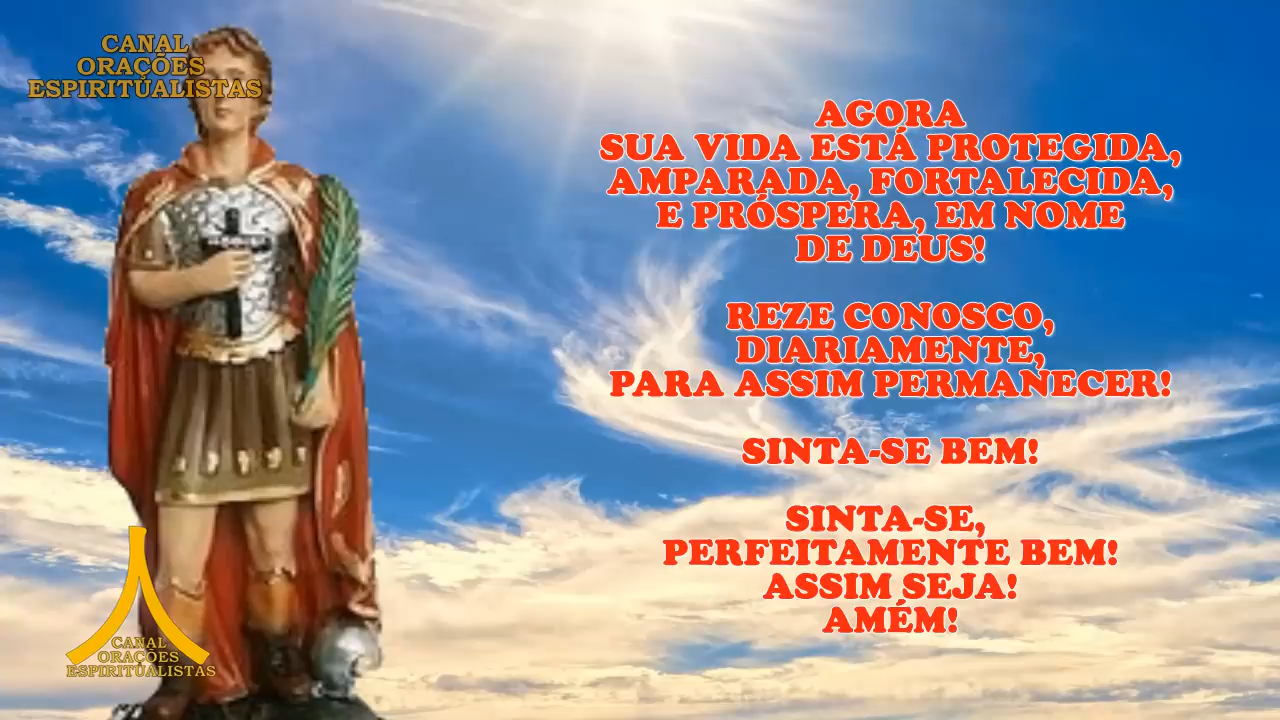 CANAL
ORAÇÕES
ESPIRITUALISTAS
AGORA
SUA VIDA ESTÁ PROTEGIDA,
AMPARADA, FORTALECIDA,
E PRÓSPERA, EM NOME
DE DEUS!
REZE CONOSCO,
DIARIAMENTE,
PARA ASSIM PERMANECER!
SINTA-SE BEM!
SINTA-SE,
PERFEITAMENTE BEM!
ASSIM SEJA!
AMÉM!
CANAL
ORAÇÕES
ESPIRITUALISTAS